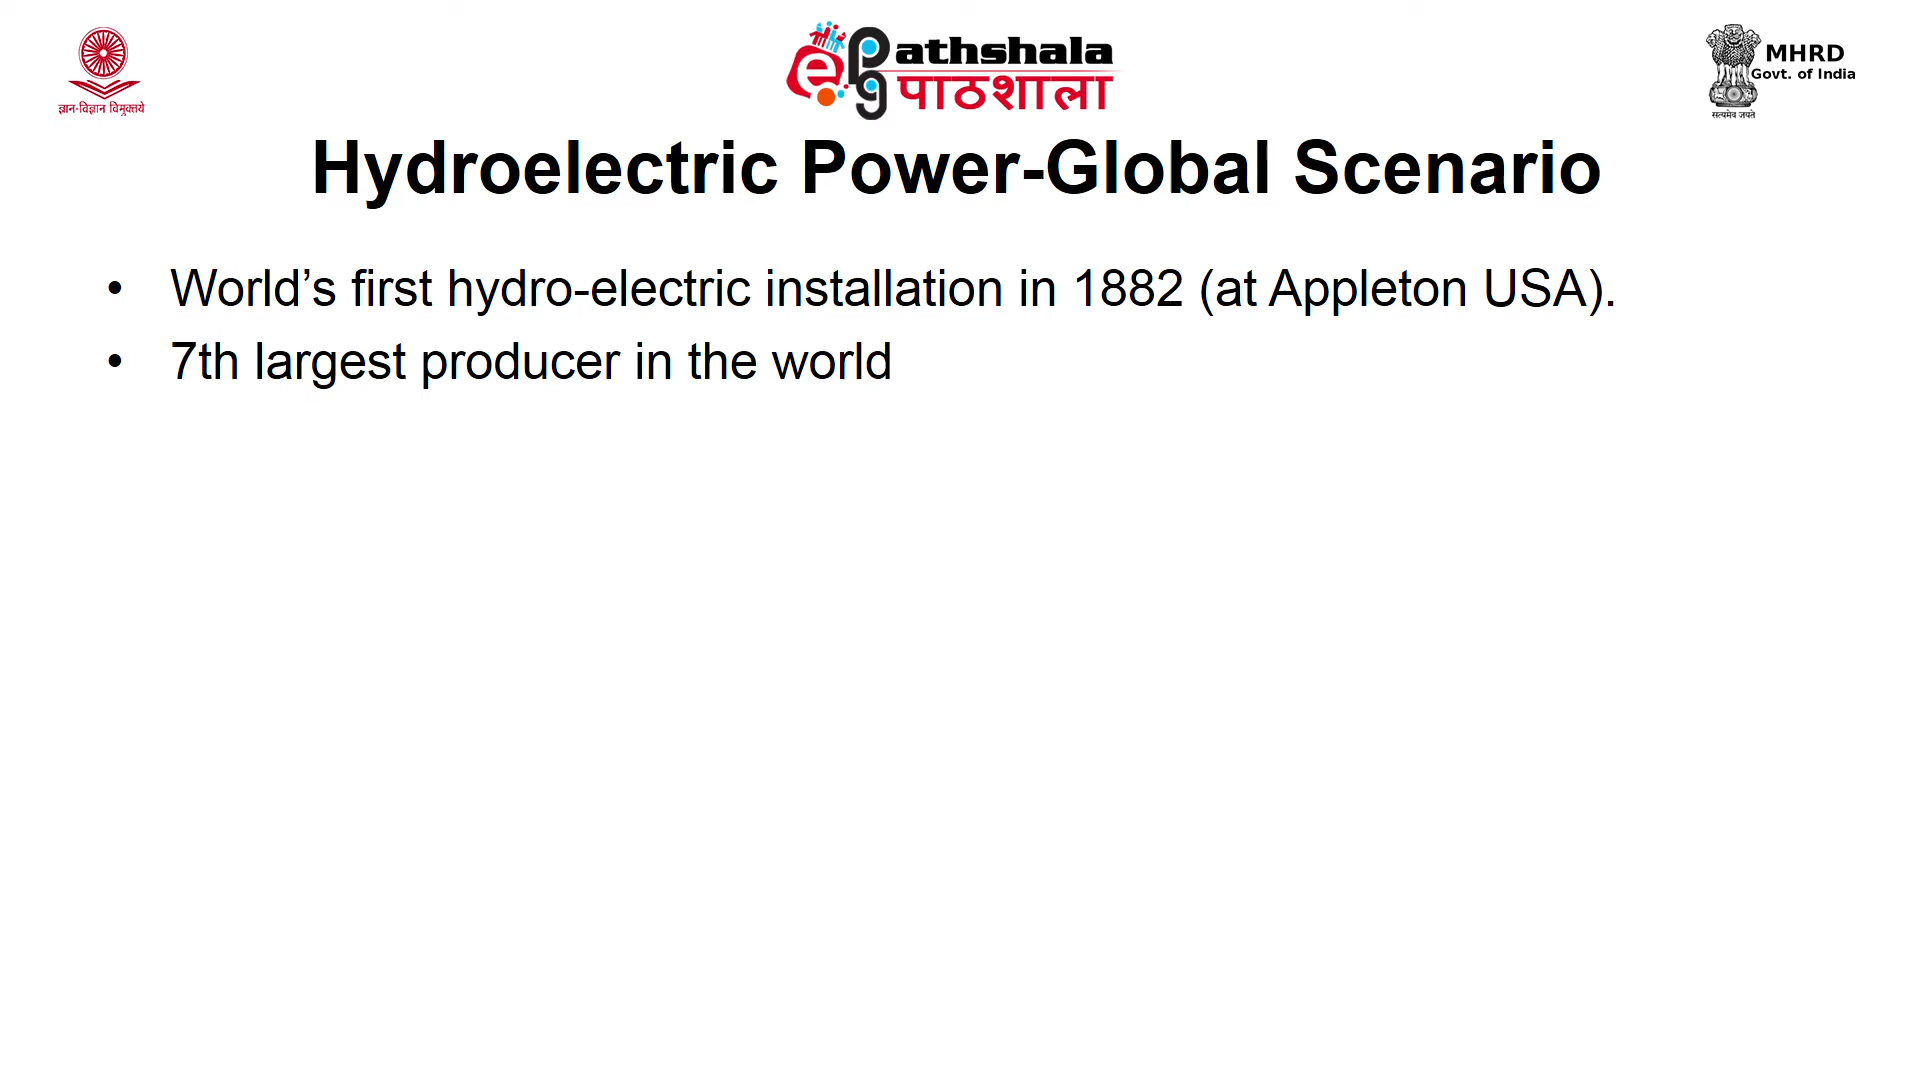 ज्ञान-विज्ञान विमुक्तये
ePg athshala
पाठशाला
MHRD
Govt. of India
सत्यमेव जयते
Hydroelectric Power-Global Scenario
• World’s first hydro-electric installation in 1882 (at Appleton USA).
• 7th largest producer in the world